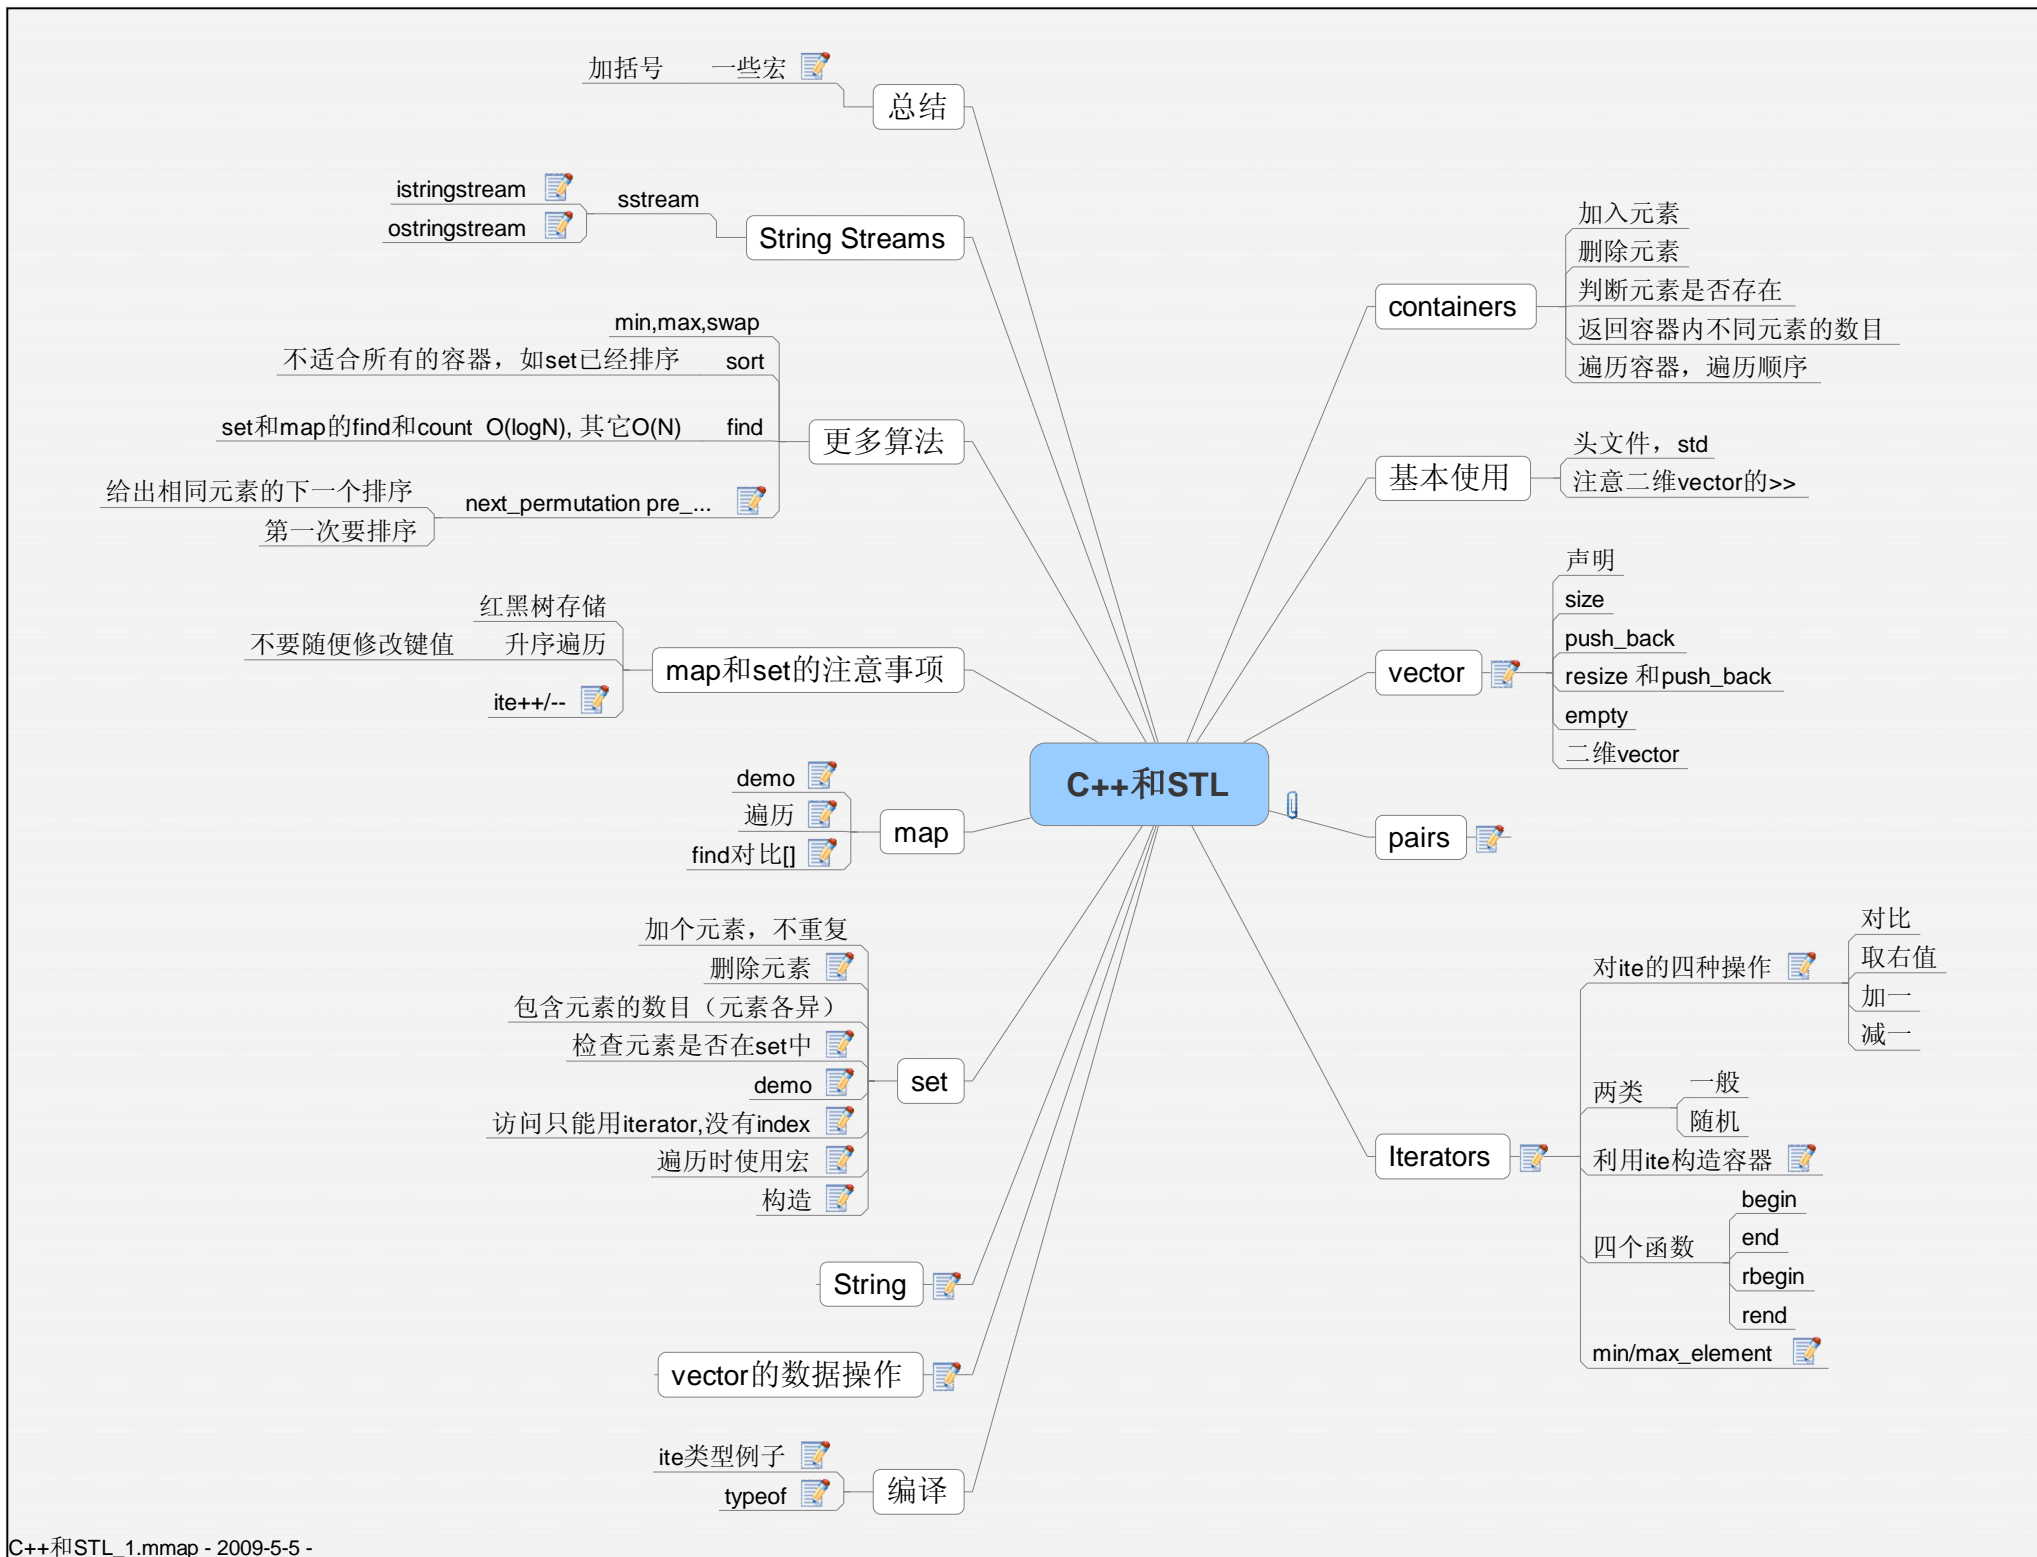 C++和STL
containers
加入元素
删除元素
判断元素是否存在
返回容器内不同元素的数目
遍历容器，遍历顺序
基本使用
头文件，std
注意二维vector的>>
vector
声明
size
push_back
resize 和push_back
empty
二维vector
pairs
Iterators
对ite的四种操作
对比
取右值
加一
减一
两类
一般
随机
利用ite构造容器
四个函数
begin
end
rbegin
rend
min/max_element
总结
一些宏
加括号
String Streams
sstream
istringstream
ostringstream
更多算法
min,max,swap
sort
不适合所有的容器，如set已经排序
find
set和map的find和count O(logN), 其它O(N)
next_permutation pre_...
给出相同元素的下一个排序
第一次要排序
map和set的注意事项
红黑树存储
升序遍历
不要随便修改键值
ite++/--
map
demo
遍历
find对比[]
set
加个元素，不重复
删除元素
包含元素的数目（元素各异）
检查元素是否在set中
demo
访问只能用iterator,没有index
遍历时使用宏
构造
String
vector的数据操作
编译
ite类型例子
typeof
C++和STL_1.mmap - 2009-5-5 -